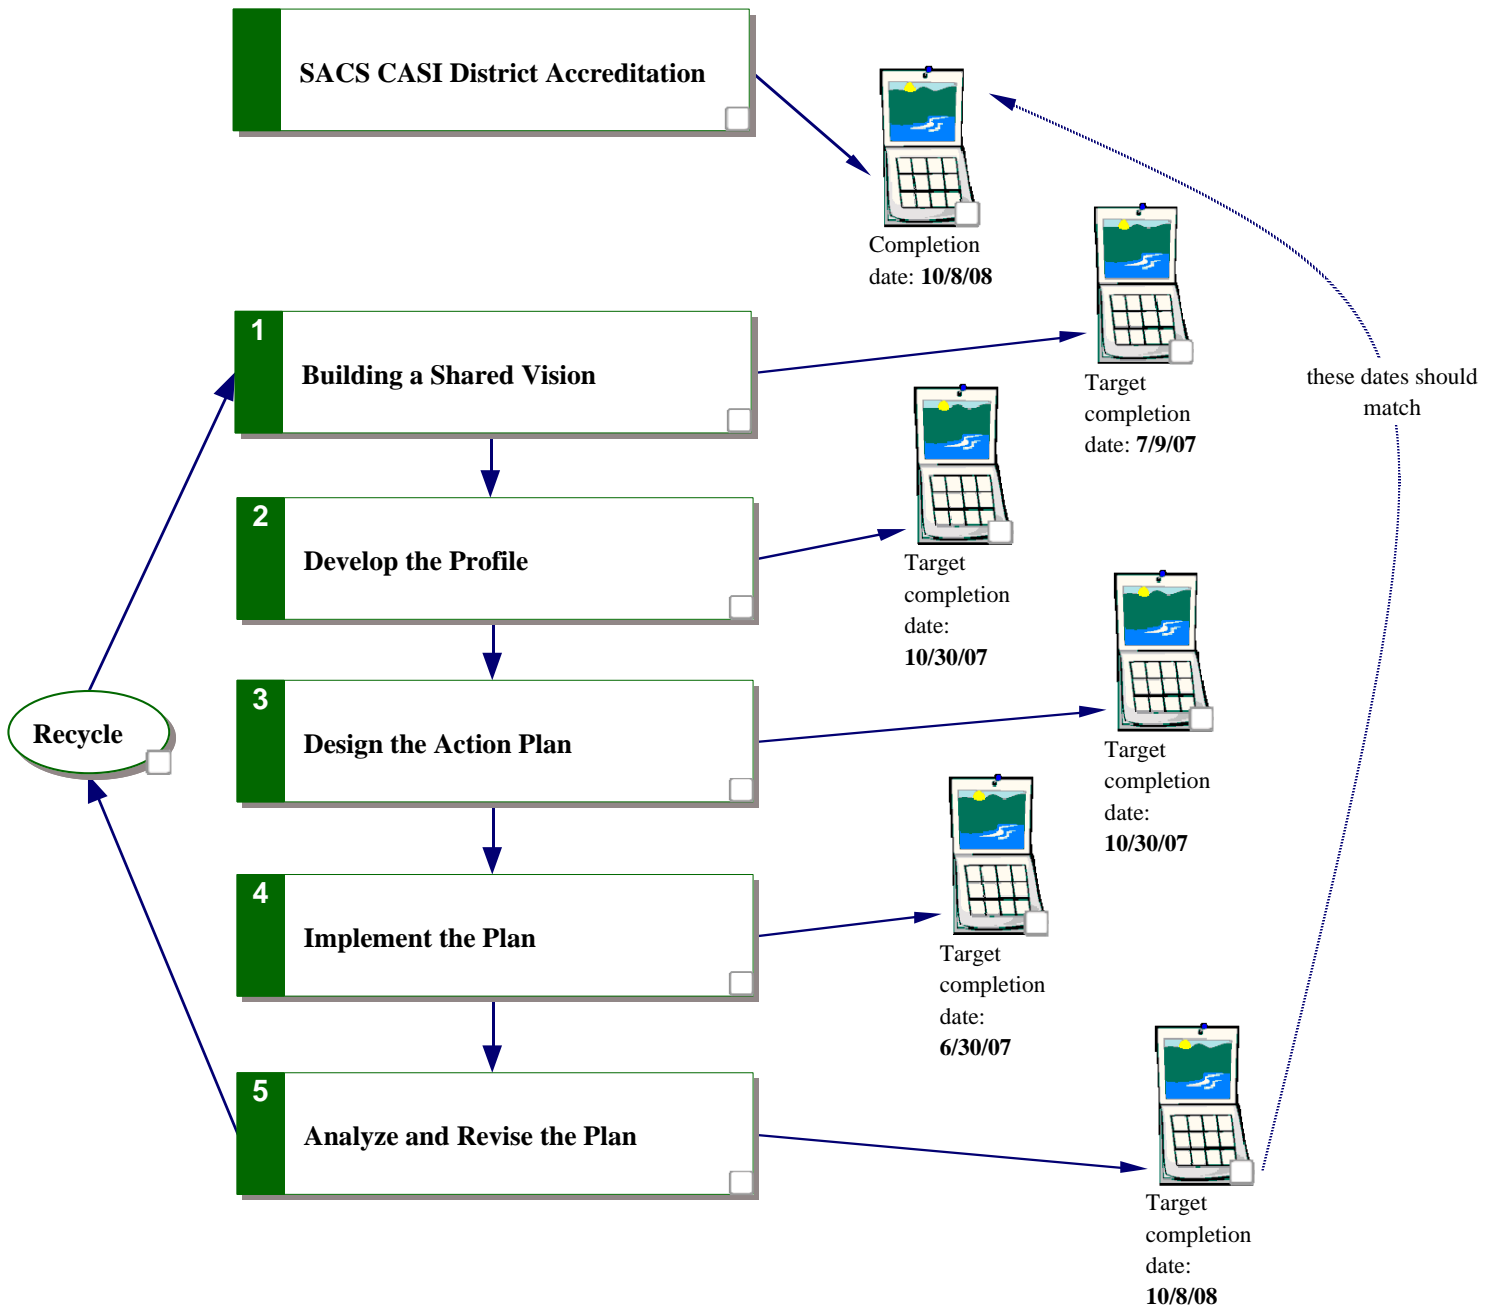 SACS CASI District Accreditation
Completion
date: 10/8/08
1
Building a Shared Vision
Target
completion
date: 7/9/07
these dates should
match
2
Develop the Profile
Target
completion
date:
10/30/07
3
Design the Action Plan
Target
completion
date:
10/30/07
Recycle
4
Implement the Plan
Target
completion
date:
6/30/07
5
Analyze and Revise the Plan
Target
completion
date:
10/8/08